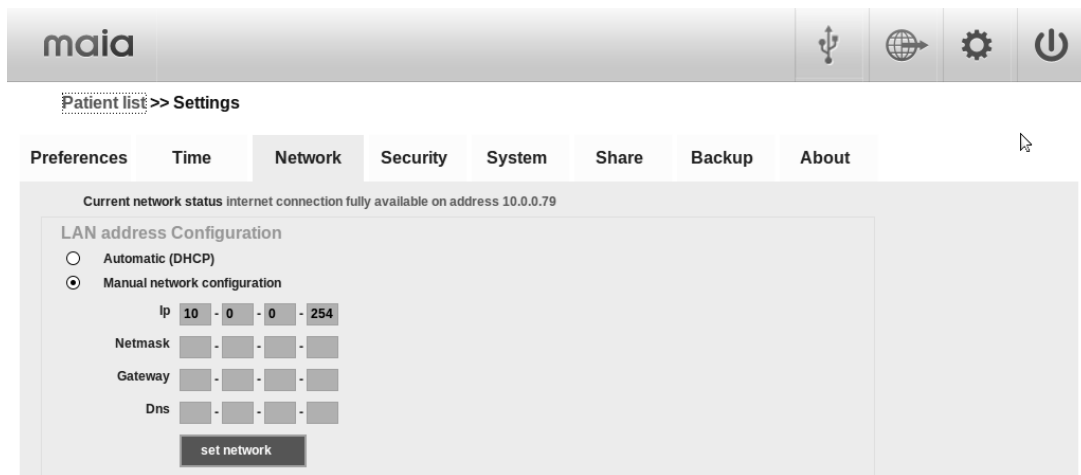 maia
Patient list >> Settings
Preferences Time Network Security System Share Backup About
Current network status internet connection fully available on address 10.0.0.79
LAN address Configuration
Automatic (DHCP)
Manual network configuration
Ip 10 - 0 - 0 - 254
Netmask - - -
Gateway - - -
Dns - - -
set network